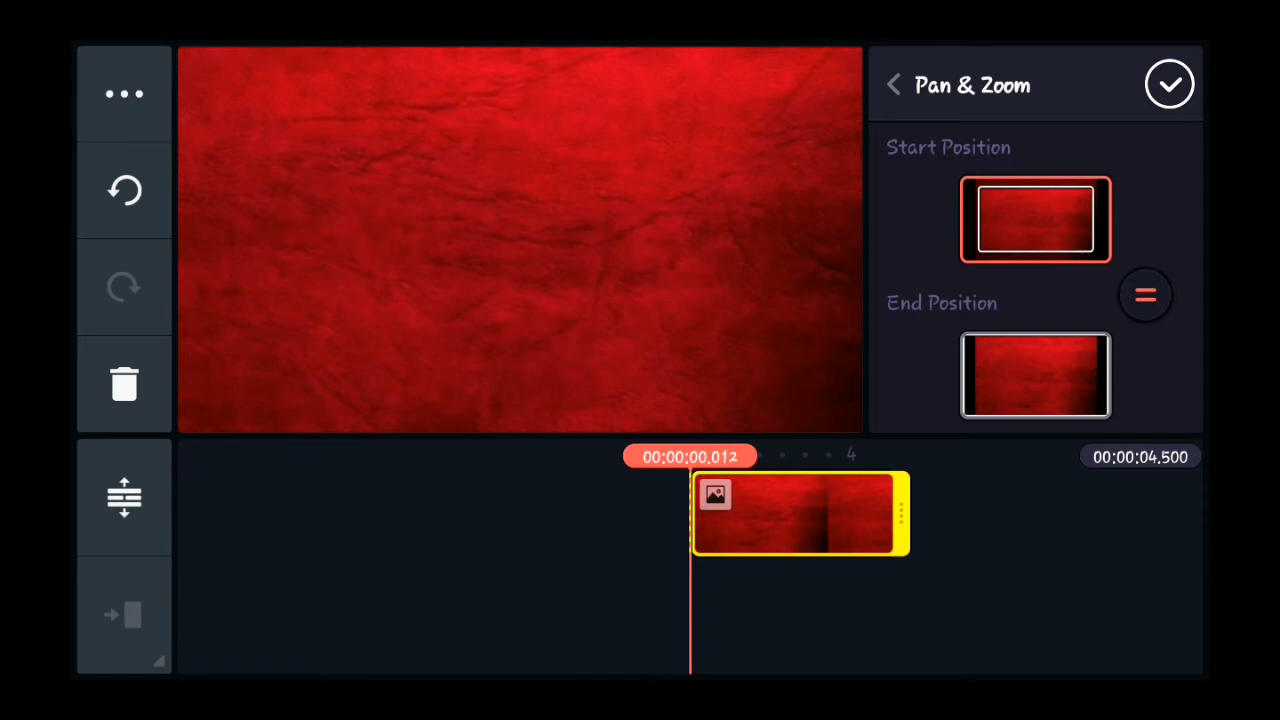 Pan & Zoom
Start Position
End Position
00:00:00.012
4
00:00:04.500